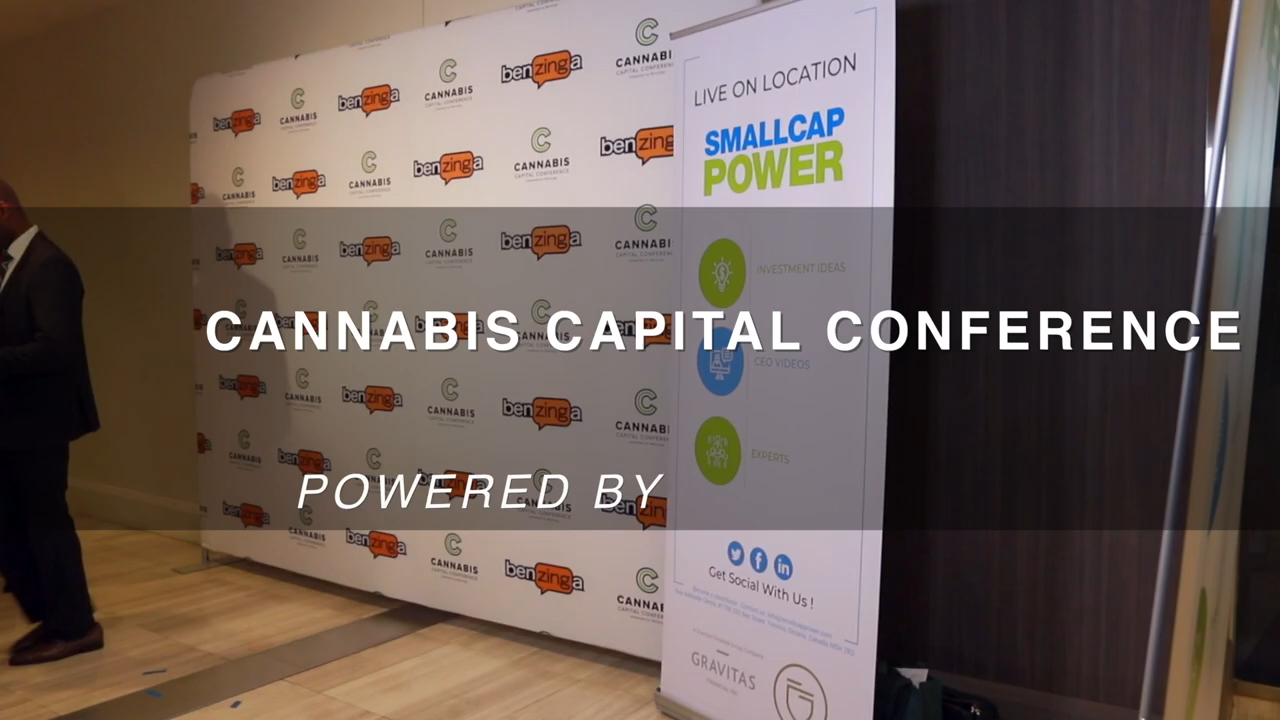 benzinga
CANNABIS
CAPITAL CONFERENCE
LIVE ON LOCATION
SMALLCAP
POWER
INVESTMENT IDEAS
CANNABIS CAPITAL CONFERENCE
CEO VIDEOS
EXPERTS
POWERED BY
Get Social With Us !
GRAVITAS